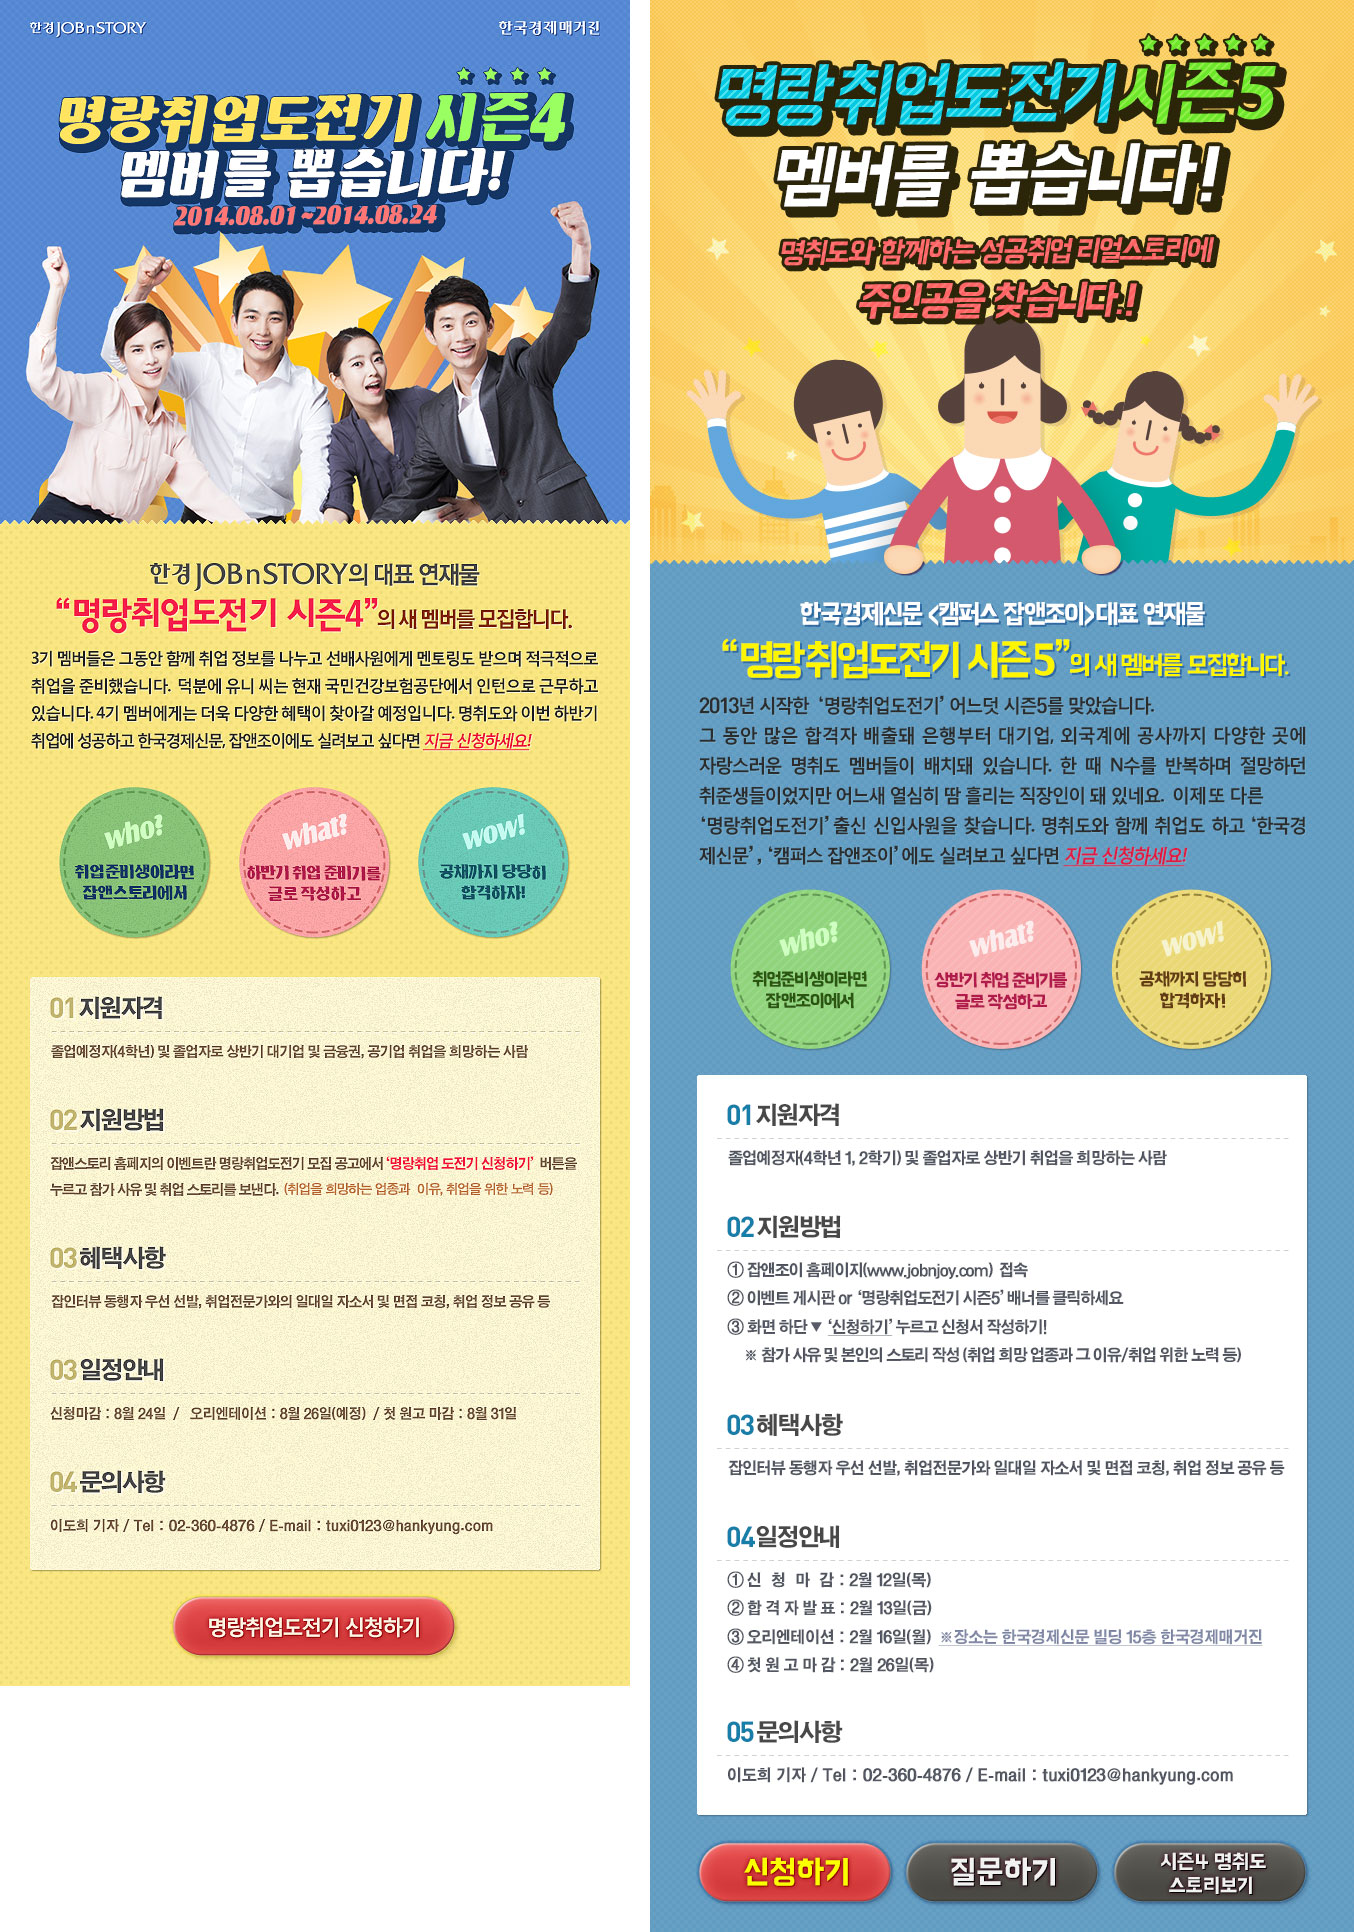 한경 JOBnSTORY
한국경제매거진
명랑취업도전기 시즌4
멤버를 뽑습니다!
2014.08.01 ~2014.08.24
한경 JOBnSTORY의 대표 연재물
“명랑취업도전기 시즌4”의 새 멤버를 모집합니다.
3기 멤버들은 그동안 함께 취업 정보를 나누고 선배사원에게 멘토링도 받으며 적극적으로
취업을 준비했습니다. 덕분에 유니 씨는 현재 국민건강보험공단에서 인턴으로 근무하고
있습니다. 4기 멤버에게는 더욱 다양한 혜택이 찾아갈 예정입니다. 명취도와 이번 하반기
취업에 성공하고 한국경제신문, 잡앤조이에도 실려보고 싶다면 지금 신청하세요!
who?
취업준비생이라면
잡앤스토리에서
what?
하반기 취업 준비기를
글로 작성하고
wow!
공채까지 당당히
합격하자!
01 지원자격
졸업예정자(4학년) 및 졸업자로 상반기 대기업 및 금융권, 공기업 취업을 희망하는 사람
02 지원방법
잡앤스토리 홈페지의 이벤트란 명랑취업도전기 모집 공고에서 ‘명랑취업 도전기 신청하기’ 버튼을
누르고 참가 사유 및 취업 스토리를 보낸다. (취업을 희망하는 업종과 이유, 취업을 위한 노력 등)
03 혜택사항
잡인터뷰 동행자 우선 선발, 취업전문가와의 일대일 자소서 및 면접 코칭, 취업 정보 공유 등
03 일정안내
신청마감 : 8월 24일 / 오리엔테이션 : 8월 26일(예정) / 첫 원고 마감 : 8월 31일
04 문의사항
이도희 기자 / Tel : 02-360-4876 / E-mail : tuxi0123@hankyung.com
명랑취업도전기 신청하기
명랑취업도전기시즌5
멤버를 뽑습니다!
명취도와 함께하는 성공취업 리얼스토리에
주인공을 찾습니다.!
한국경제신문 <캠퍼스 잡앤조이>대표 연재물
“명랑취업도전기 시즌5”의 새 멤버를 모집합니다.
2013년 시작한 ‘명랑취업도전기’ 어느덧 시즌5를 맞았습니다.
그 동안 많은 합격자 배출돼 은행부터 대기업, 외국계에 공사까지 다양한 곳에
자랑스러운 명취도 멤버들이 배치돼 있습니다. 한 때 N수를 반복하며 절망하던
취준생들이었지만 어느새 열심히 땀 흘리는 직장인이 돼 있네요. 이제 또 다른
‘명랑취업도전기’ 출신 신입사원을 찾습니다. 명취도와 함께 취업도 하고 ‘한국경
제신문’, ‘캠퍼스 잡앤조이’에도 실려보고 싶다면 지금 신청하세요!
who?
취업준비생이라면
잡앤조이에서
what?
상반기 취업 준비기를
글로 작성하고
wow!
공채까지 당당히
합격하자!
01 지원자격
졸업예정자(4학년 1, 2학기) 및 졸업자로 상반기 취업을 희망하는 사람
02 지원방법
① 잡앤조이 홈페이지(www.jobnjoy.com) 접속
② 이벤트 게시판 or ‘명랑취업도전기 시즌5’ 배너를 클릭하세요
③ 화면 하단 ▼ ‘신청하기’ 누르고 신청서 작성하기!
※ 참가 사유 및 본인의 스토리 작성 (취업 희망 업종과 그 이유/취업 위한 노력 등)
03 혜택사항
잡인터뷰 동행자 우선 선발, 취업전문가와 일대일 자소서 및 면접 코칭, 취업 정보 공유 등
04 일정안내
① 신 청 마 감 : 2월 12일(목)
② 합 격 자 발 표 : 2월 13일(금)
③ 오리엔테이션 : 2월 16일(월) ※장소는 한국경제신문 빌딩 15층 한국경제매거진
④ 첫 원 고 마 감 : 2월 26일(목)
05 문의사항
이도희 기자 / Tel : 02-360-4876 / E-mail : tuxi0123@hankyung.com
신청하기
질문하기
시즌4 명취도
스토리보기